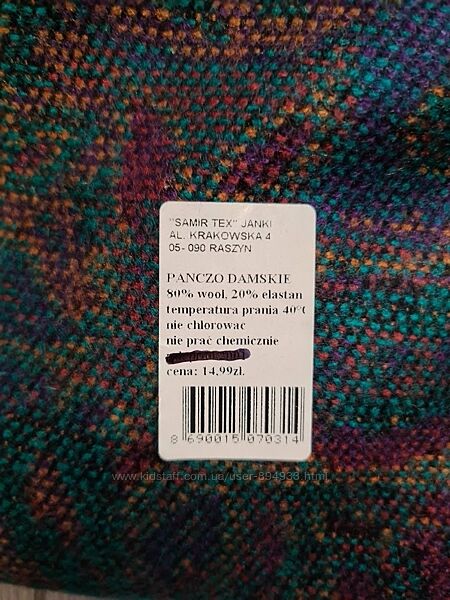 "SAMIR TEX" JANKI
AL. KRAKOWSKA 4
05- 090 RASZYN
PANCZO DAMSKIE
80% wool, 20% elastan
temperatura prania 40°C
nie chlorowac
nie prać chemicznie
cena: 14,99zł.
8 690015 070314
www.kidstaff.com.ua/user-894938.html